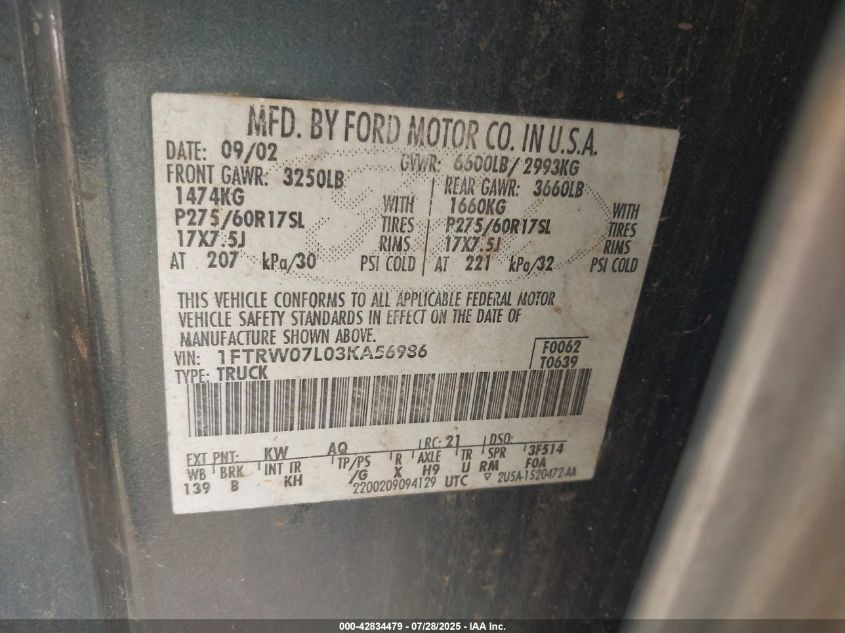 MFD. BY FORD MOTOR CO. IN U.S.A.
DATE: 09/02 GVWR: 6600LB/ 2993KG
FRONT GAWR: 3250LB REAR GAWR: 3660LB
1474KG WITH 1660KG WITH
P275/60R17SL TIRES P275/60R17SL TIRES
17X7.5J RIMS 17X7.5J RIMS
AT 207 kPa/30 PSI COLD AT 221 kPa/32 PSI COLD
THIS VEHICLE CONFORMS TO ALL APPLICABLE FEDERAL MOTOR
VEHICLE SAFETY STANDARDS IN EFFECT ON THE DATE OF
MANUFACTURE SHOWN ABOVE.
VIN: 1FTRW07L03KA56986 F0062
TYPE: TRUCK T0639
EXT PNT: KW AQ RC: 21 DSO:
WB BRK INT TR TP/PS R AXLE TR SPR 3F514
139 B KH /G X H9 U RM FOA
2200209094129 UTC ▽ 2U5A-1520472-AA
000-42834479 - 07/28/2025 - IAA Inc.